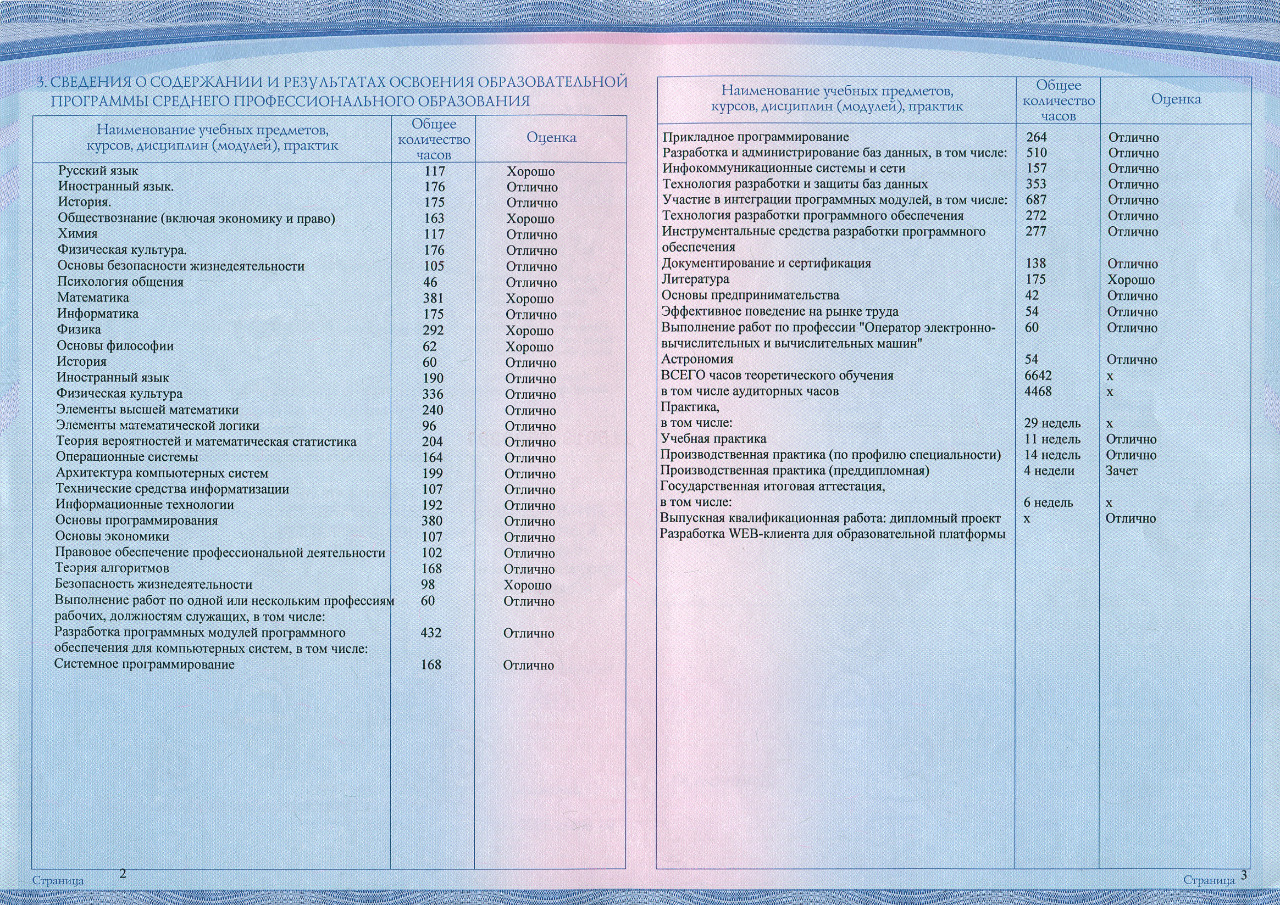 3. СВЕДЕНИЯ О СОДЕРЖАНИИ И РЕЗУЛЬТАТАХ ОСВОЕНИЯ ОБРАЗОВАТЕЛЬНОЙ
ПРОГРАММЫ СРЕДНЕГО ПРОФЕССИОНАЛЬНОГО ОБРАЗОВАНИЯ
Наименование учебных предметов,
курсов, дисциплин (модулей), практик
Общее
количество
часов
Оценка
Русский язык 117 Хорошо
Иностранный язык. 176 Отлично
История. 175 Отлично
Обществознание (включая экономику и право) 163 Хорошо
Химия 117 Отлично
Физическая культура. 176 Отлично
Основы безопасности жизнедеятельности 105 Отлично
Психология общения 46 Отлично
Математика 381 Хорошо
Информатика 175 Отлично
Физика 292 Хорошо
Основы философии 62 Хорошо
История 60 Отлично
Иностранный язык 190 Отлично
Физическая культура 336 Отлично
Элементы высшей математики 240 Отлично
Элементы математической логики 96 Отлично
Теория вероятностей и математическая статистика 204 Отлично
Операционные системы 164 Отлично
Архитектура компьютерных систем 199 Отлично
Технические средства информатизации 107 Отлично
Информационные технологии 192 Отлично
Основы программирования 380 Отлично
Основы экономики 107 Отлично
Правовое обеспечение профессиональной деятельности 102 Отлично
Теория алгоритмов 168 Отлично
Безопасность жизнедеятельности 98 Хорошо
Выполнение работ по одной или нескольким профессиям 60 Отлично
рабочих, должностям служащих, в том числе:
Разработка программных модулей программного 432 Отлично
обеспечения для компьютерных систем, в том числе:
Системное программирование 168 Отлично
Страница 2
Наименование учебных предметов,
курсов, дисциплин (модулей), практик
Общее
количество
часов
Оценка
Прикладное программирование 264 Отлично
Разработка и администрирование баз данных, в том числе: 510 Отлично
Инфокоммуникационные системы и сети 157 Отлично
Технология разработки и защиты баз данных 353 Отлично
Участие в интеграции программных модулей, в том числе: 687 Отлично
Технология разработки программного обеспечения 272 Отлично
Инструментальные средства разработки программного 277 Отлично
обеспечения
Документирование и сертификация 138 Отлично
Литература 175 Хорошо
Основы предпринимательства 42 Отлично
Эффективное поведение на рынке труда 54 Отлично
Выполнение работ по профессии "Оператор электронно- 60 Отлично
вычислительных и вычислительных машин"
Астрономия 54 Отлично
ВСЕГО часов теоретического обучения 6642 х
в том числе аудиторных часов 4468 х
Практика,
в том числе: 29 недель х
Учебная практика 11 недель Отлично
Производственная практика (по профилю специальности) 14 недель Отлично
Производственная практика (преддипломная) 4 недели Зачет
Государственная итоговая аттестация,
в том числе: 6 недель х
Выпускная квалификационная работа: дипломный проект х Отлично
Разработка WEB-клиента для образовательной платформы
Страница 3